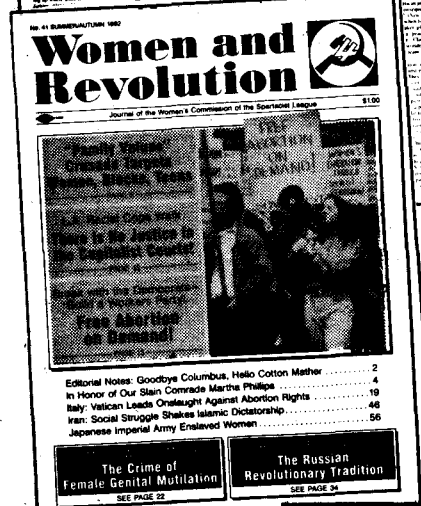 No. 41 SUMMER/AUTUMN 1992
Women and
Revolution
Journal of the Women's Commission of the Spartacist League
$1.00
"Family Values"
Crusade Targets
Women, Blacks, Teens
L.A. Racist Cops Walk
There Is No Justice in
the Capitalist Courts!
Break with the Democrats—
Build a Workers Party!
Free Abortion
on Demand!
FREE
ABORTION
ON
DEMAND!
Editorial Notes: Goodbye Columbus, Hello Cotton Mather . . . . . . . . . . 2
In Honor of Our Slain Comrade Martha Phillips . . . . . . . . . . 4
Italy: Vatican Leads Onslaught Against Abortion Rights . . . . . . . . . . 19
Iran: Social Struggle Shakes Islamic Dictatorship . . . . . . . . . . 46
Japanese Imperial Army Enslaved Women . . . . . . . . . . 56
The Crime of
Female Genital Mutilation
SEE PAGE 22
The Russian
Revolutionary Tradition
SEE PAGE 34